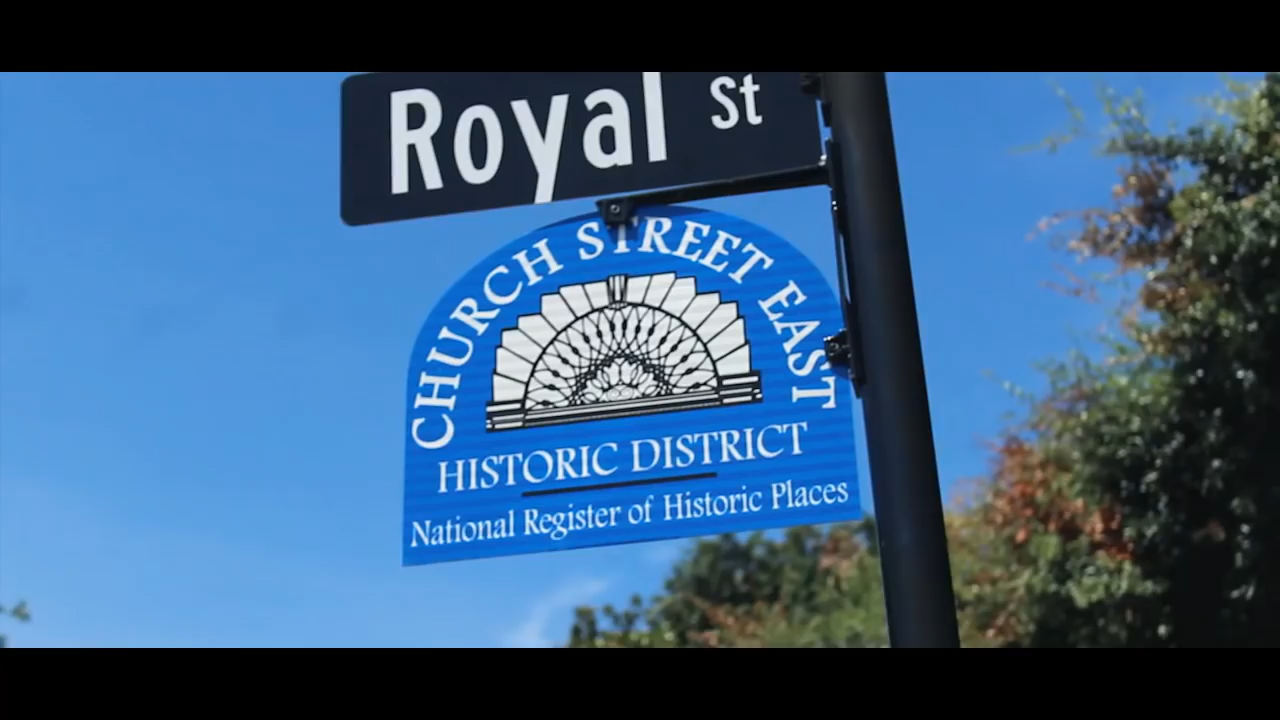 Royal St
CHURCH STREET EAST
HISTORIC DISTRICT
National Register of Historic Places